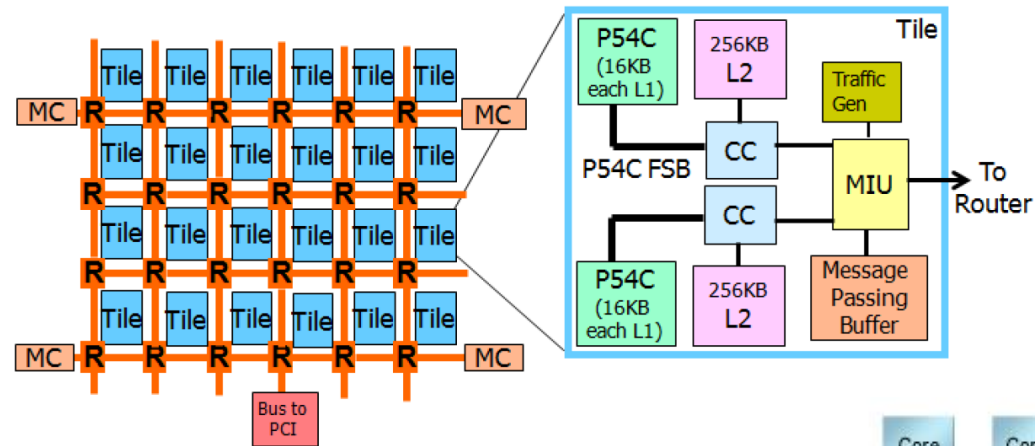 Tile Tile Tile Tile Tile Tile
MC R R R R R R MC
Tile Tile Tile Tile Tile Tile
R R R R R R
Tile Tile Tile Tile Tile Tile
R R R R R R
Tile Tile Tile Tile Tile Tile
MC R R R R R R MC
Bus to
PCI
Tile
P54C
(16KB
each L1)
256KB
L2
Traffic
Gen
CC
P54C FSB
MIU
To
Router
CC
P54C
(16KB
each L1)
256KB
L2
Message
Passing
Buffer
Core